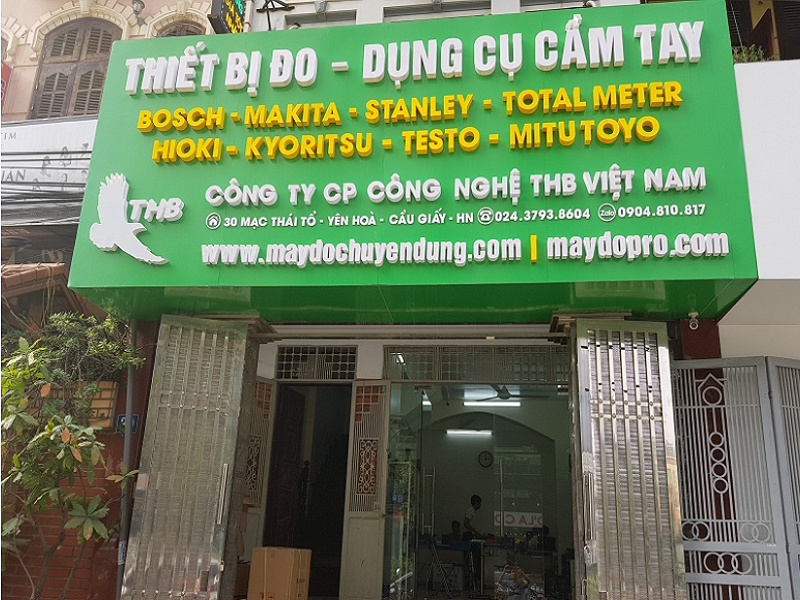 THIẾT BỊ ĐO - DỤNG CỤ CẦM TAY
BOSCH - MAKITA - STANLEY - TOTAL METER
HIOKI - KYORITSU - TESTO - MITUTOYO
THB
CÔNG TY CP CÔNG NGHỆ THB VIỆT NAM
30 MẠC THÁI TỔ - YÊN HOÀ - CẦU GIẤY - HN 024.3793.8604 Zalo 0904.810.817
www.maydochuyendung.com | maydopro.com